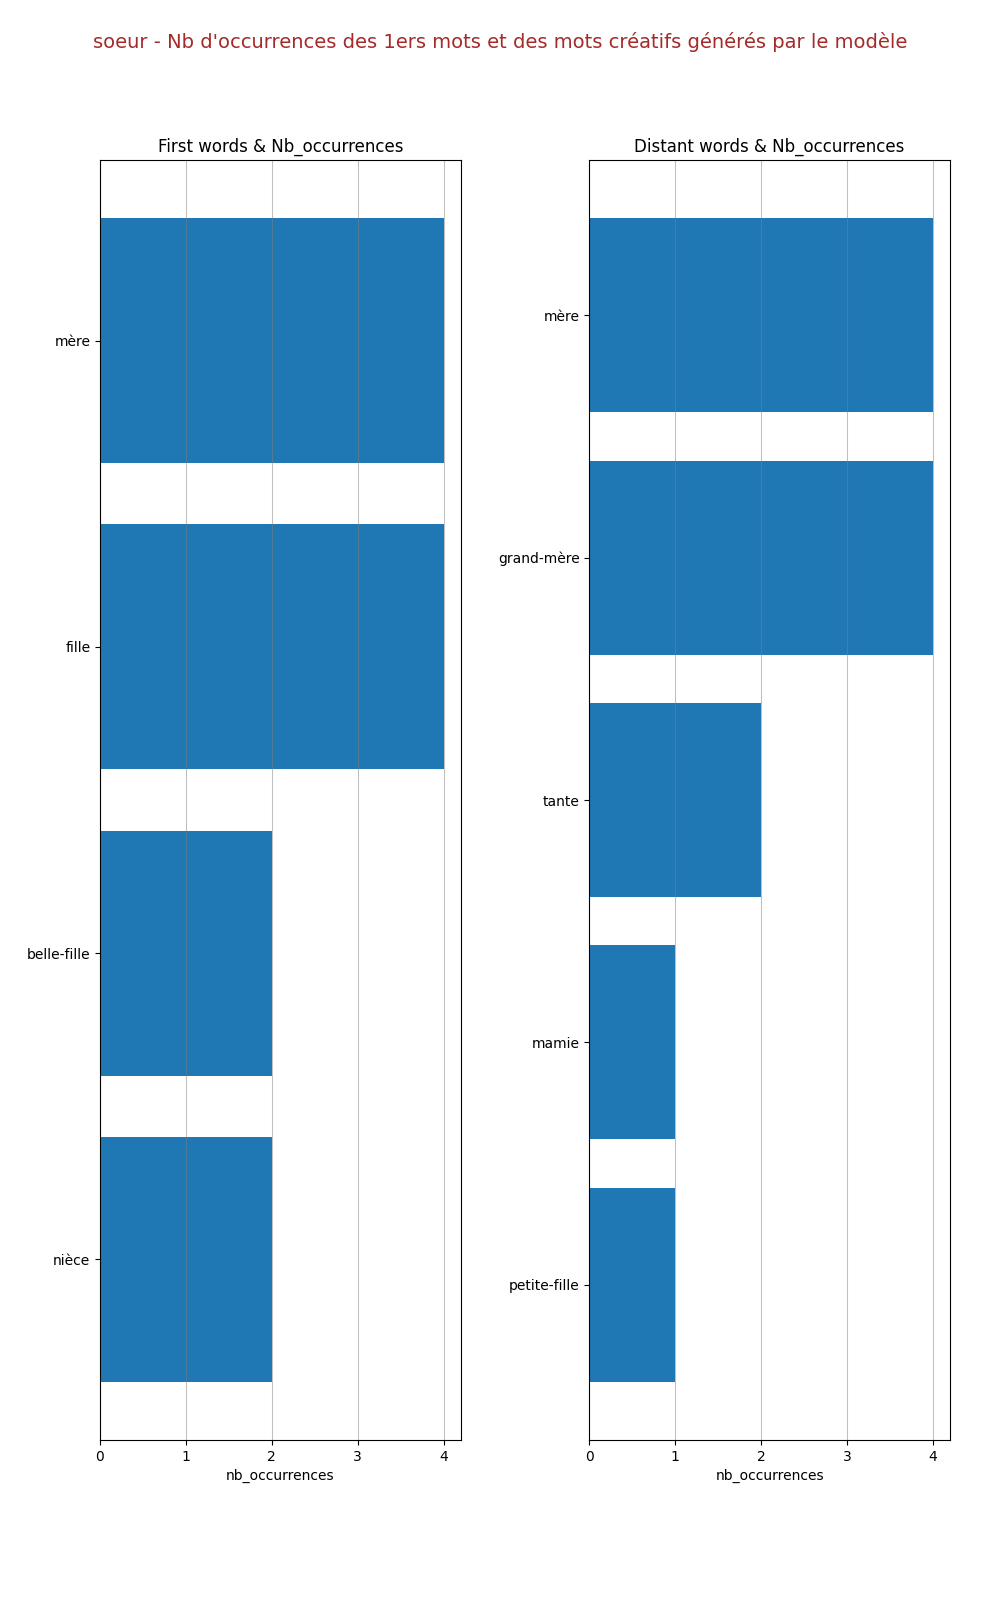 soeur - Nb d'occurrences des 1ers mots et des mots créatifs générés par le modèle
First words & Nb_occurrences
mère
fille
belle-fille
nièce
0 1 2 3 4
nb_occurrences
Distant words & Nb_occurrences
mère
grand-mère
tante
mamie
petite-fille
0 1 2 3 4
nb_occurrences